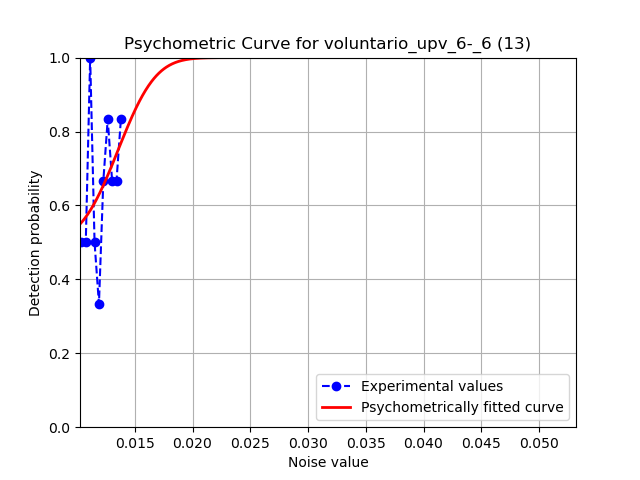 Psychometric Curve for voluntario_upv_6-_6 (13)
1.0
0.8
0.6
0.4
0.2
0.0
Detection probability
Experimental values
Psychometrically fitted curve
0.015 0.020 0.025 0.030 0.035 0.040 0.045 0.050
Noise value